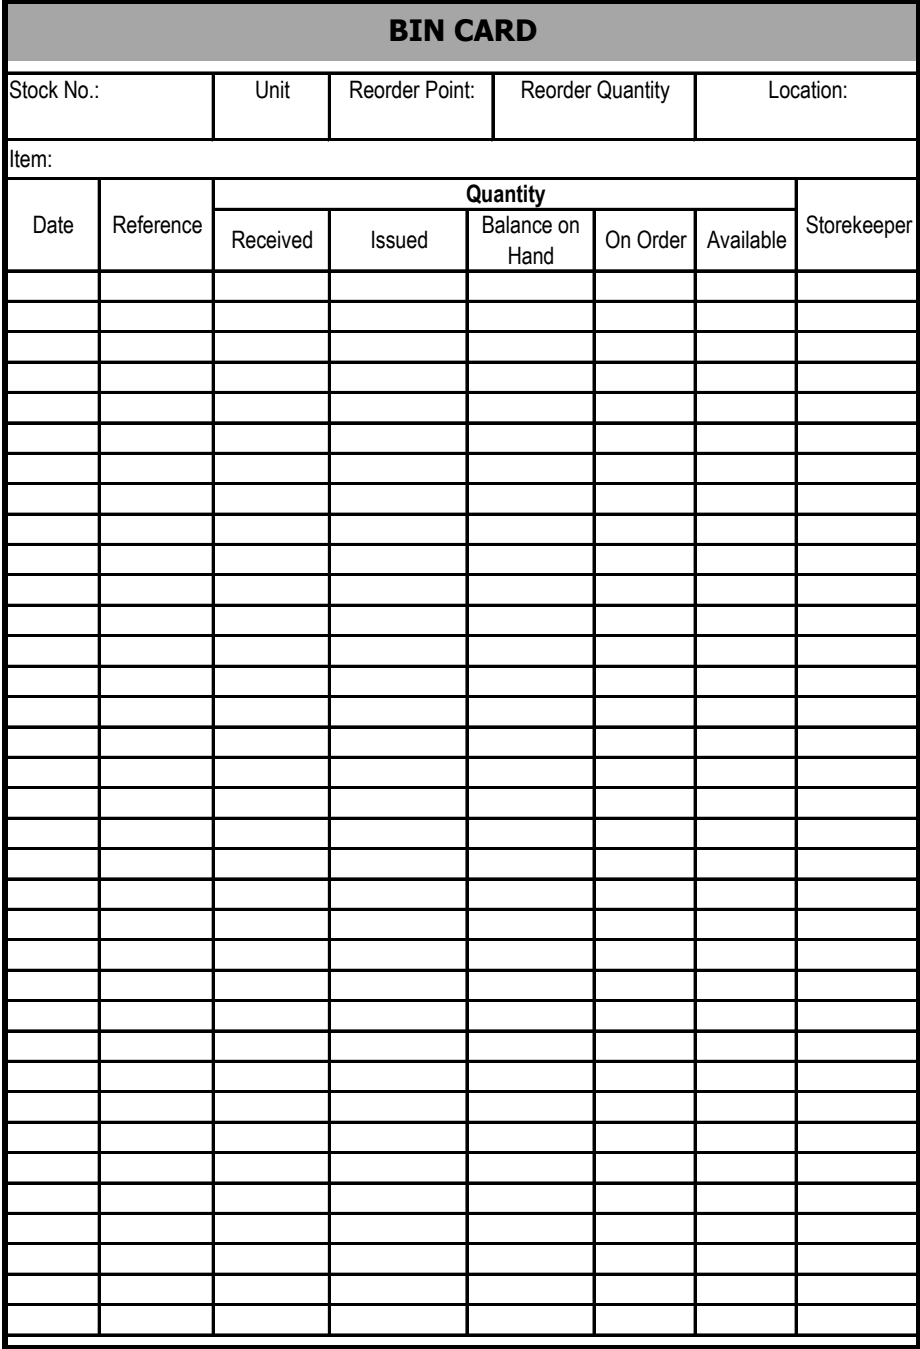 BIN CARD
Stock No.: Unit Reorder Point: Reorder Quantity Location:
Item:
Date Reference Quantity Storekeeper
Received Issued Balance on Hand On Order Available